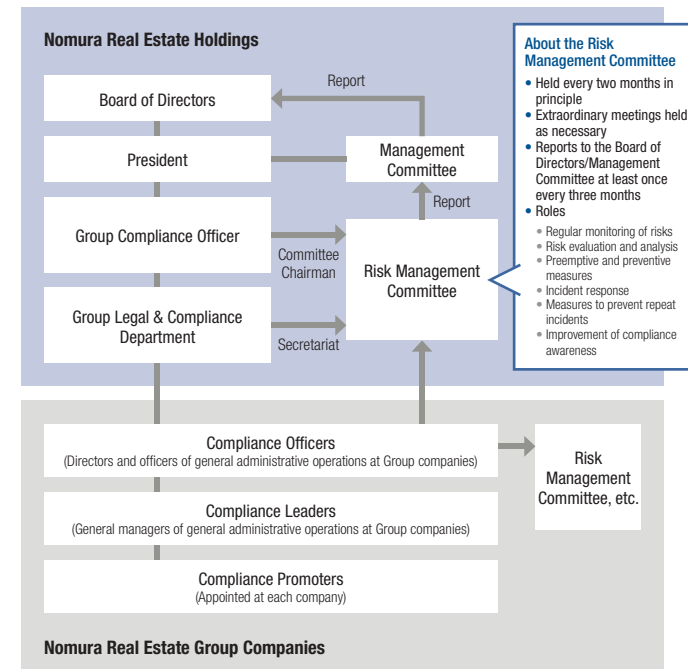 Nomura Real Estate Holdings
Board of Directors
Report
President
Management
Committee
Report
Group Compliance Officer
Committee
Chairman
Risk Management
Committee
Group Legal & Compliance
Department
Secretariat
About the Risk
Management Committee
• Held every two months in
principle
• Extraordinary meetings held
as necessary
• Reports to the Board of
Directors/Management
Committee at least once
every three months
• Roles
• Regular monitoring of risks
• Risk evaluation and analysis
• Preemptive and preventive
measures
• Incident response
• Measures to prevent repeat
incidents
• Improvement of compliance
awareness
Compliance Officers
(Directors and officers of general administrative operations at Group companies)
Risk
Management
Committee, etc.
Compliance Leaders
(General managers of general administrative operations at Group companies)
Compliance Promoters
(Appointed at each company)
Nomura Real Estate Group Companies